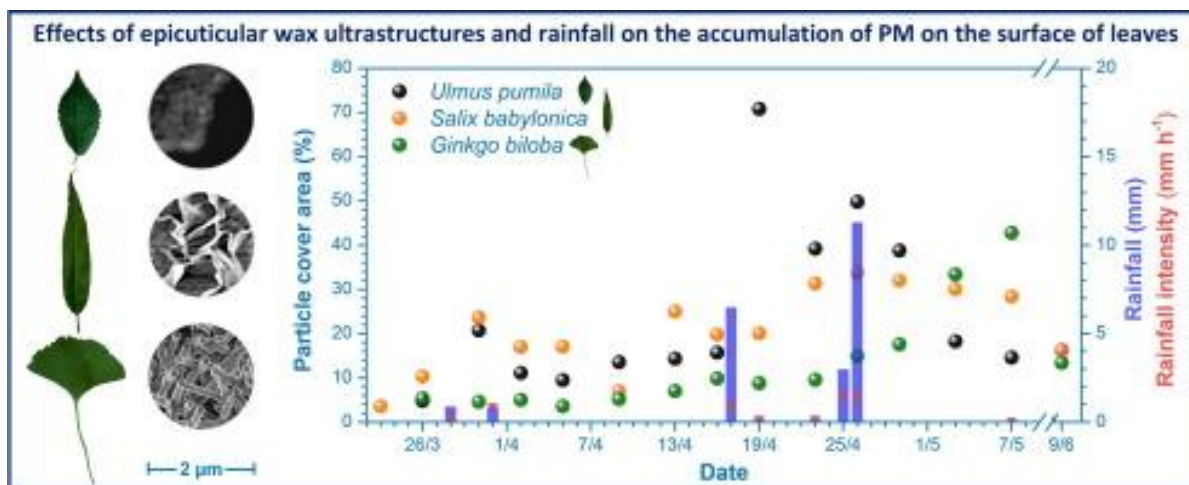 Effects of epicuticular wax ultrastructures and rainfall on the accumulation of PM on the surface of leaves
2 µm
Particle cover area (%)
80
70
60
50
40
30
20
10
0
Ulmus pumila
Salix babylonica
Ginkgo biloba
26/3 1/4 7/4 13/4 19/4 25/4 1/5 7/5 9/6
Date
20
15
10
5
0
Rainfall (mm)
Rainfall intensity (mm h⁻¹)